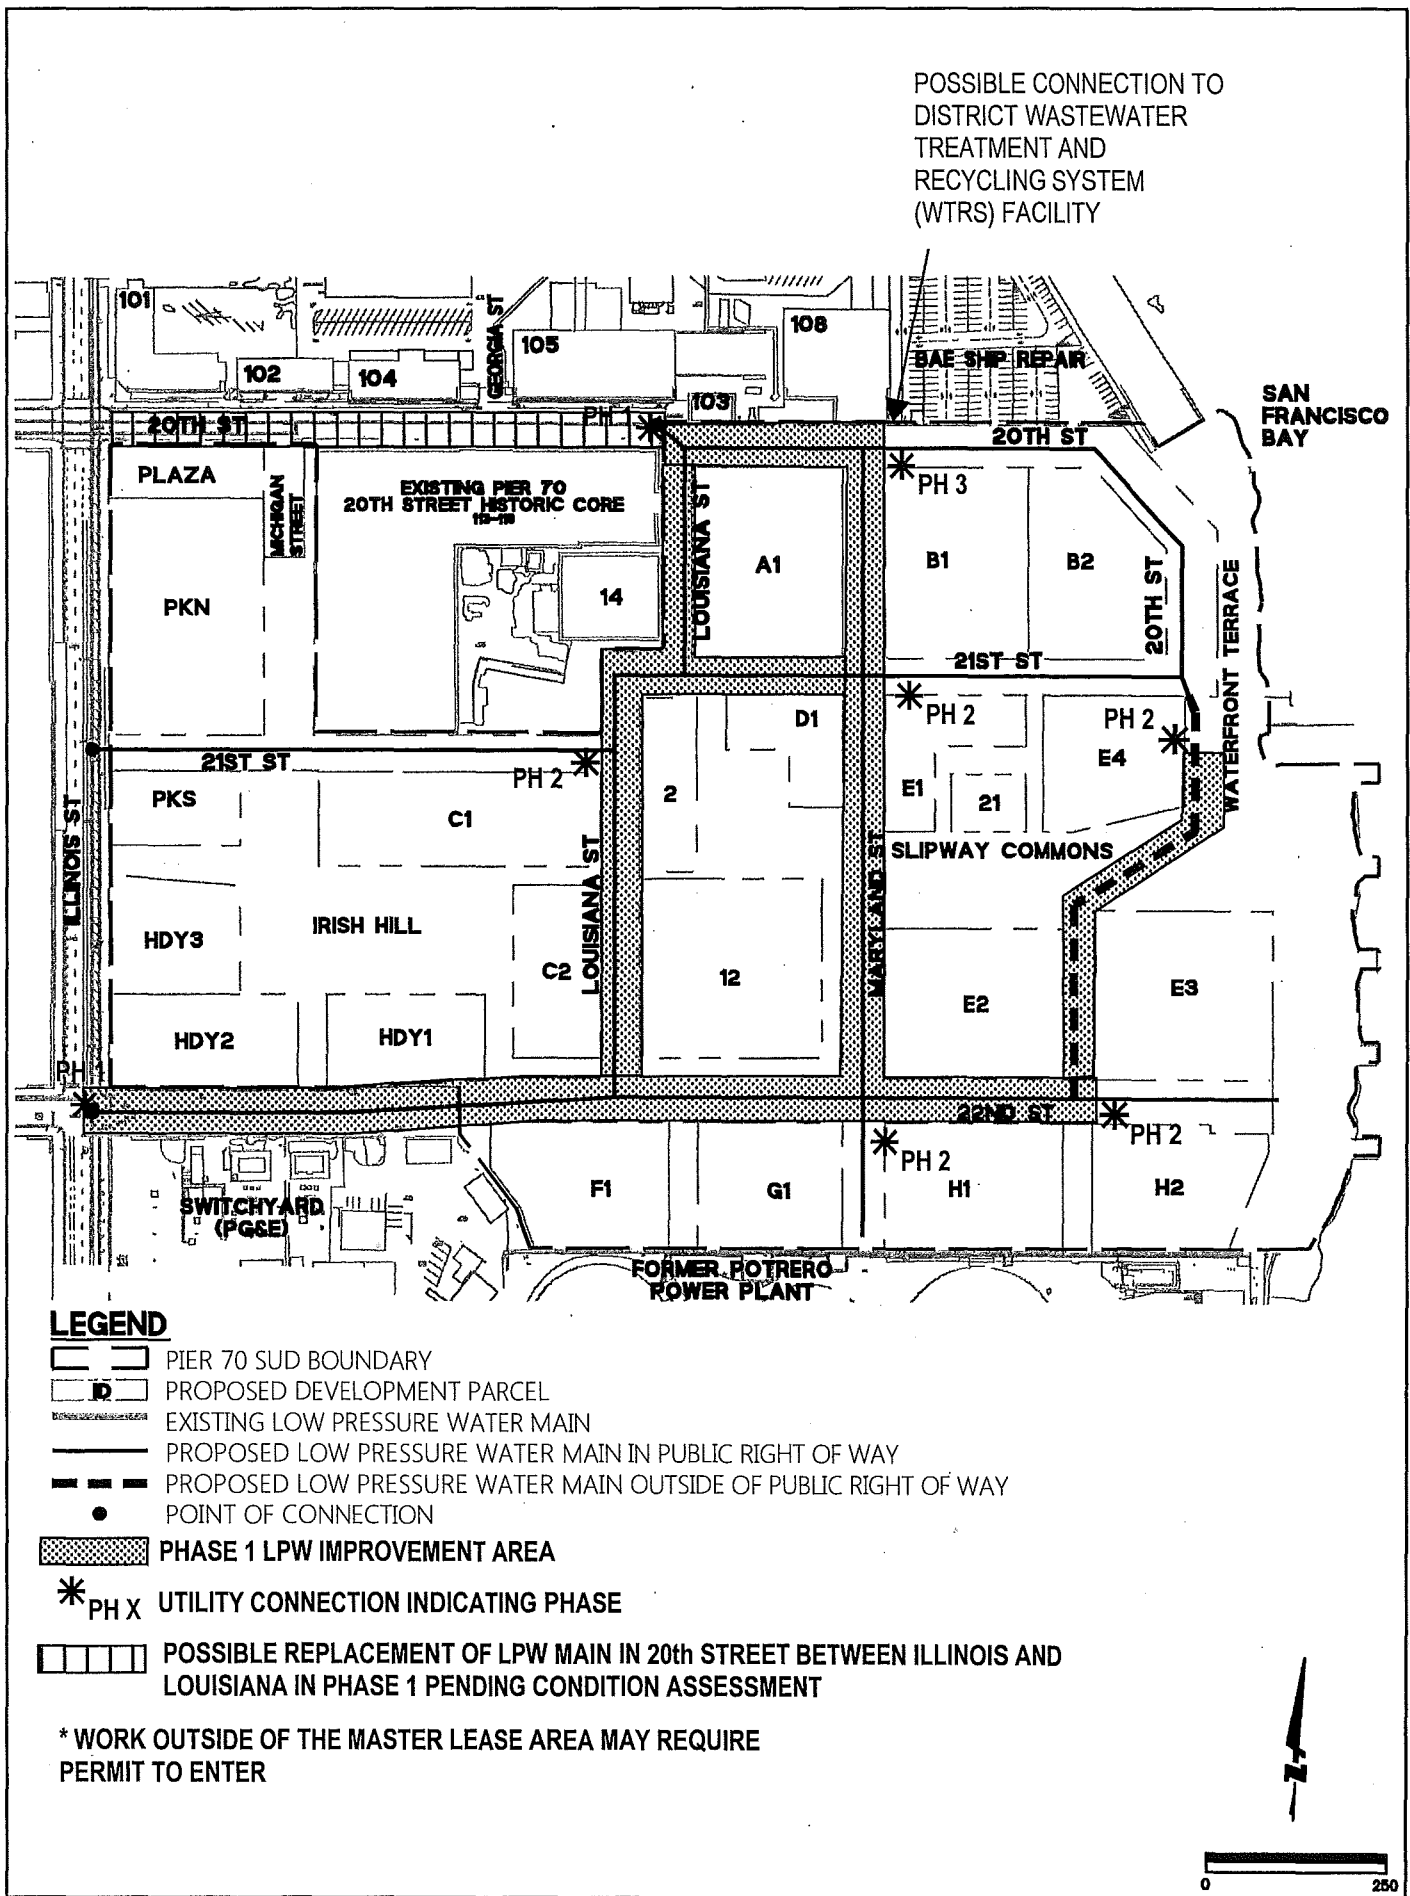 POSSIBLE CONNECTION TO
DISTRICT WASTEWATER
TREATMENT AND
RECYCLING SYSTEM
(WTRS) FACILITY
101
102
104
GEORGIA ST
105
103
108
BAE SHIP REPAIR
SAN
FRANCISCO
BAY
20TH ST
PH 1
20TH ST
PLAZA
MICHIGAN
STREET
EXISTING PIER 70
20TH STREET HISTORIC CORE
PH 3
LOUISIANA ST
A1
B1
B2
20TH ST
WATERFRONT TERRACE
PKN
14
21ST ST
PH 2
PH 2
D1
E4
21ST ST
PH 2
PKS
C1
2
E1
21
ILLINOIS ST
LOUISIANA ST
MARYLAND ST
SLIPWAY COMMONS
HDY3
IRISH HILL
C2
12
E2
E3
HDY2
HDY1
PH 1
22ND ST
PH 2
PH 2
SWITCHYARD
(PG&E)
F1
G1
H1
H2
FORMER POTRERO
POWER PLANT
LEGEND
PIER 70 SUD BOUNDARY
ID PROPOSED DEVELOPMENT PARCEL
EXISTING LOW PRESSURE WATER MAIN
PROPOSED LOW PRESSURE WATER MAIN IN PUBLIC RIGHT OF WAY
PROPOSED LOW PRESSURE WATER MAIN OUTSIDE OF PUBLIC RIGHT OF WAY
POINT OF CONNECTION
PHASE 1 LPW IMPROVEMENT AREA
PH X UTILITY CONNECTION INDICATING PHASE
POSSIBLE REPLACEMENT OF LPW MAIN IN 20th STREET BETWEEN ILLINOIS AND
LOUISIANA IN PHASE 1 PENDING CONDITION ASSESSMENT
* WORK OUTSIDE OF THE MASTER LEASE AREA MAY REQUIRE
PERMIT TO ENTER
N
0 250